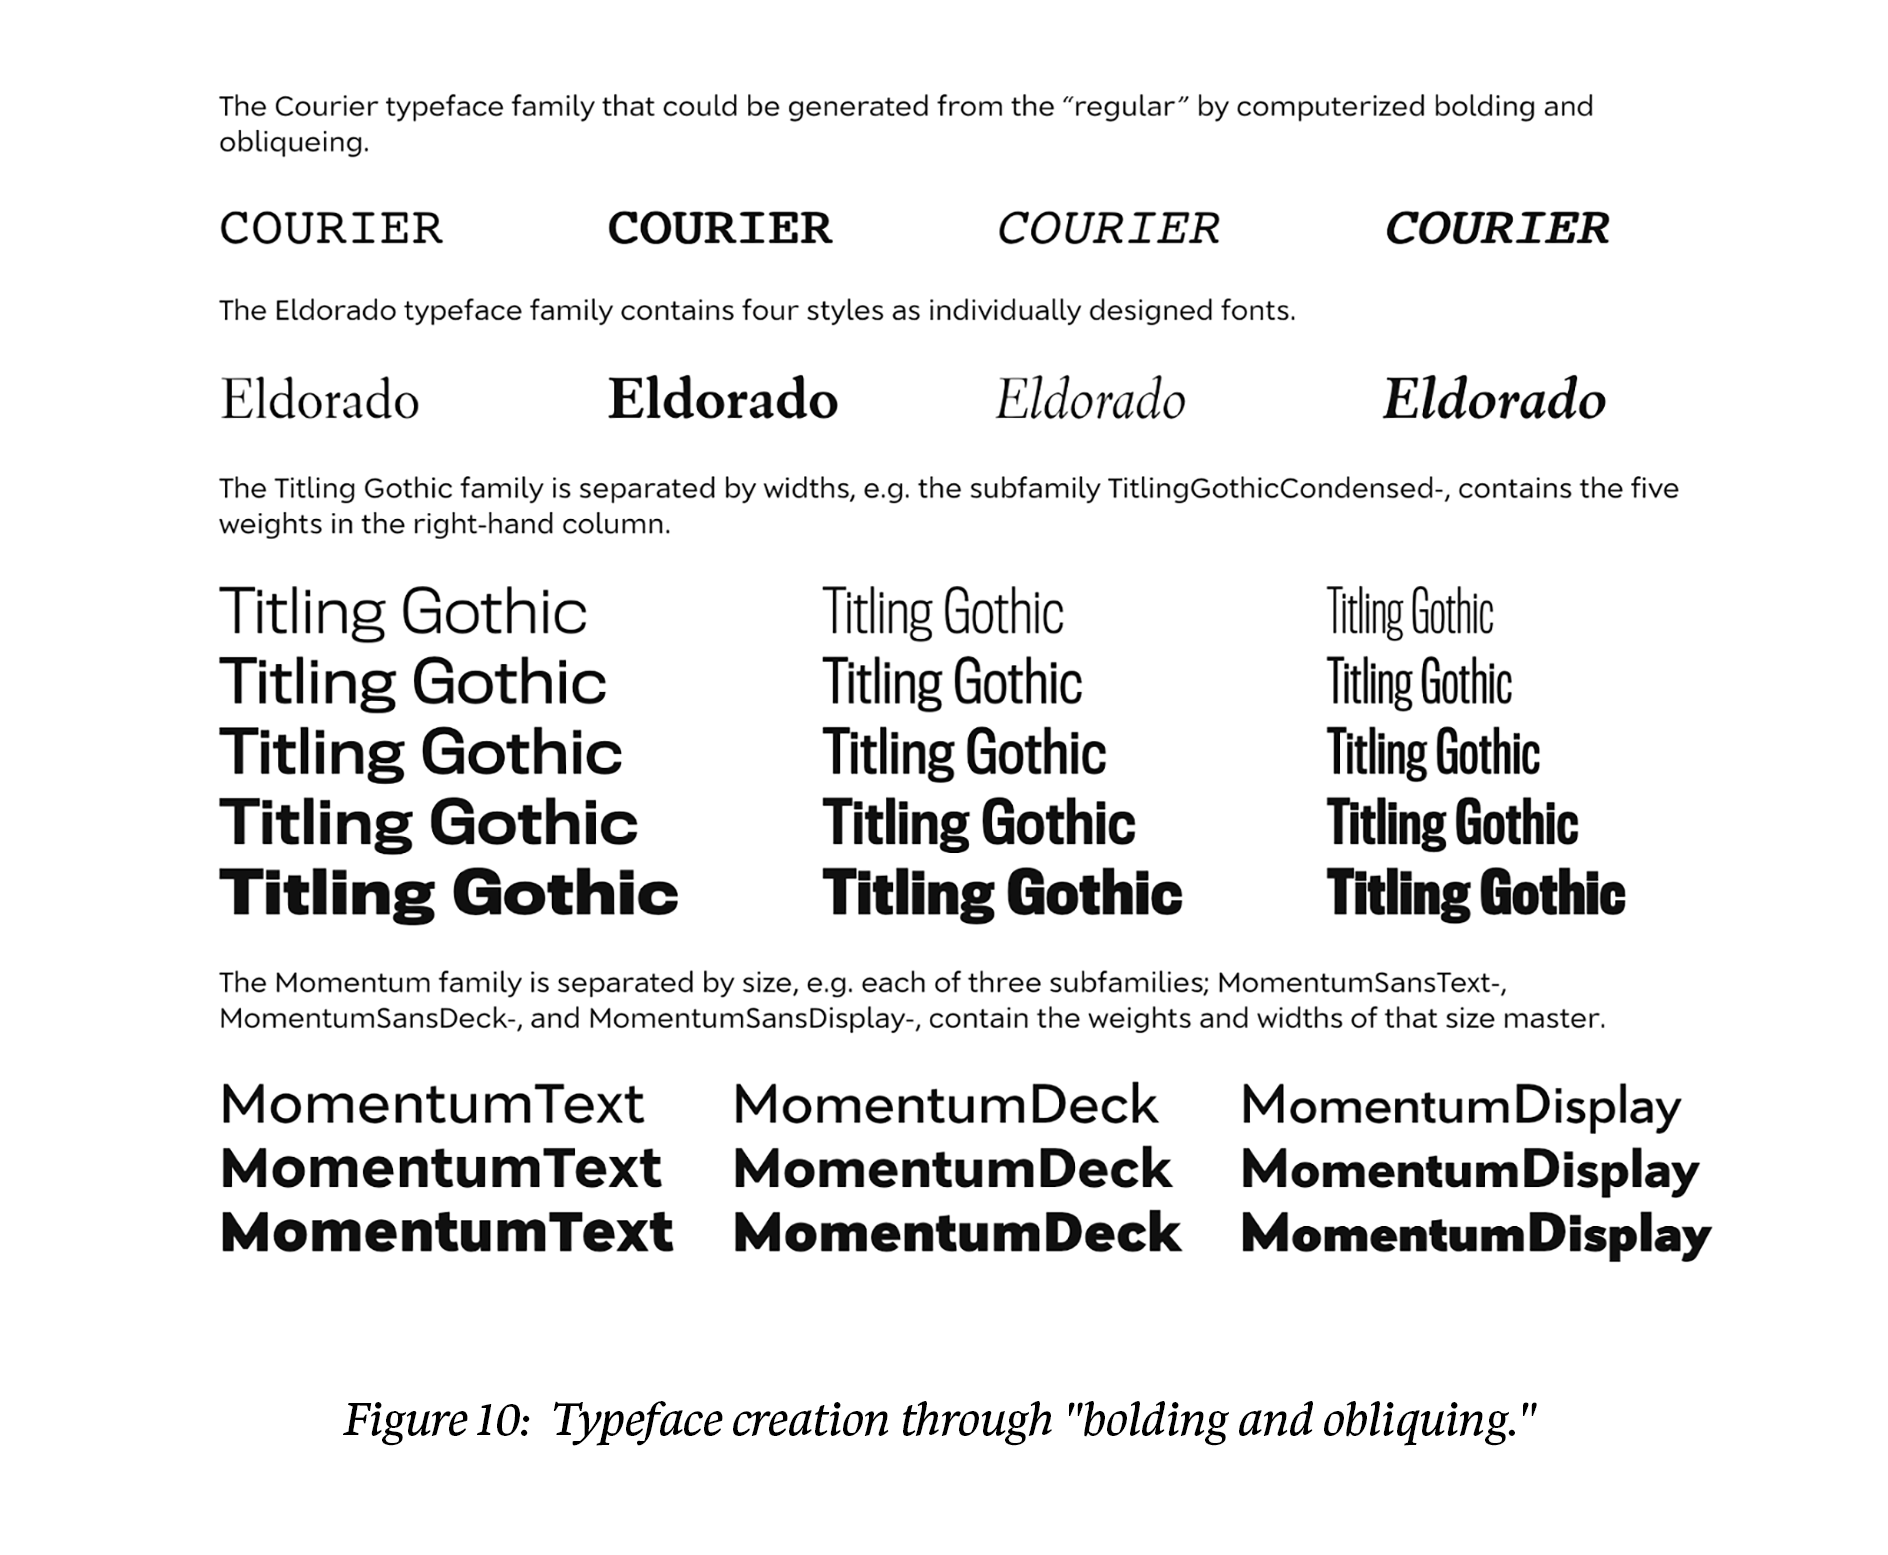 The Courier typeface family that could be generated from the “regular” by computerized bolding and
obliqueing.
COURIER COURIER COURIER COURIER
The Eldorado typeface family contains four styles as individually designed fonts.
Eldorado Eldorado Eldorado Eldorado
The Titling Gothic family is separated by widths, e.g. the subfamily TitlingGothicCondensed-, contains the five
weights in the right-hand column.
Titling Gothic Titling Gothic Titling Gothic
Titling Gothic Titling Gothic Titling Gothic
Titling Gothic Titling Gothic Titling Gothic
Titling Gothic Titling Gothic Titling Gothic
Titling Gothic Titling Gothic Titling Gothic
The Momentum family is separated by size, e.g. each of three subfamilies; MomentumSansText-,
MomentumSansDeck-, and MomentumSansDisplay-, contain the weights and widths of that size master.
MomentumText MomentumDeck MomentumDisplay
MomentumText MomentumDeck MomentumDisplay
MomentumText MomentumDeck MomentumDisplay
Figure 10: Typeface creation through "bolding and obliquing."